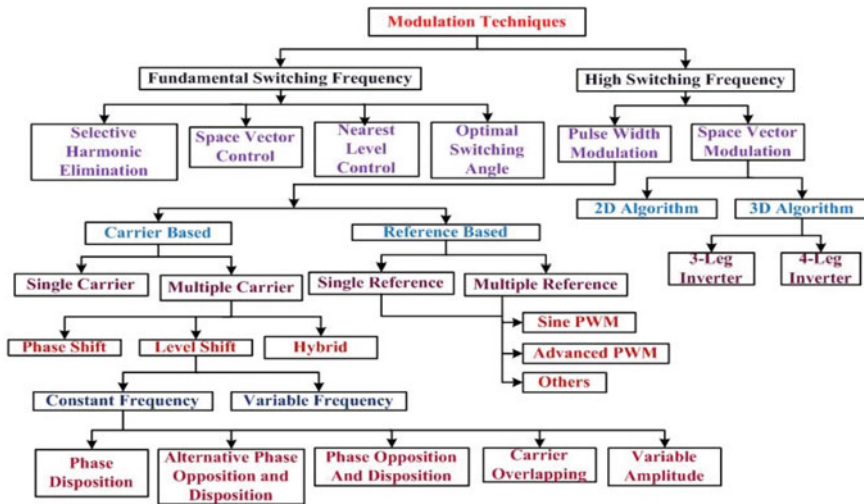 Modulation Techniques
Fundamental Switching Frequency
High Switching Frequency
Selective
Harmonic
Elimination
Space Vector
Control
Nearest
Level
Control
Optimal
Switching
Angle
Pulse Width
Modulation
Space Vector
Modulation
2D Algorithm
3D Algorithm
Carrier Based
Reference Based
3-Leg
Inverter
4-Leg
Inverter
Single Carrier
Multiple Carrier
Single Reference
Multiple Reference
Sine PWM
Advanced PWM
Others
Phase Shift
Level Shift
Hybrid
Constant Frequency
Variable Frequency
Phase
Disposition
Alternative Phase
Opposition and
Disposition
Phase Opposition
And Disposition
Carrier
Overlapping
Variable
Amplitude